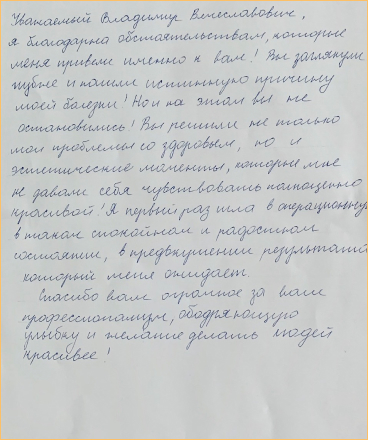 Уважаемый Владимир Вячеславович,
я благодарна обстоятельствам, которые
меня привели именно к вам! Вы заглянули
глубже и нашли истинную причину
моей болезни! Но и на этом вы не
остановились! Вы решили не только
мои проблемы со здоровьем, но и
эстетические моменты, которые мне
не давали себя чувствовать полноценно
красивой! Я первый раз шла в операционную
в таком спокойном и радостном
состоянии, в предвкушении результата
который меня ожидает.
Спасибо вам огромное за ваш
профессионализм, ободряющую
улыбку и желание делать людей
красивее!